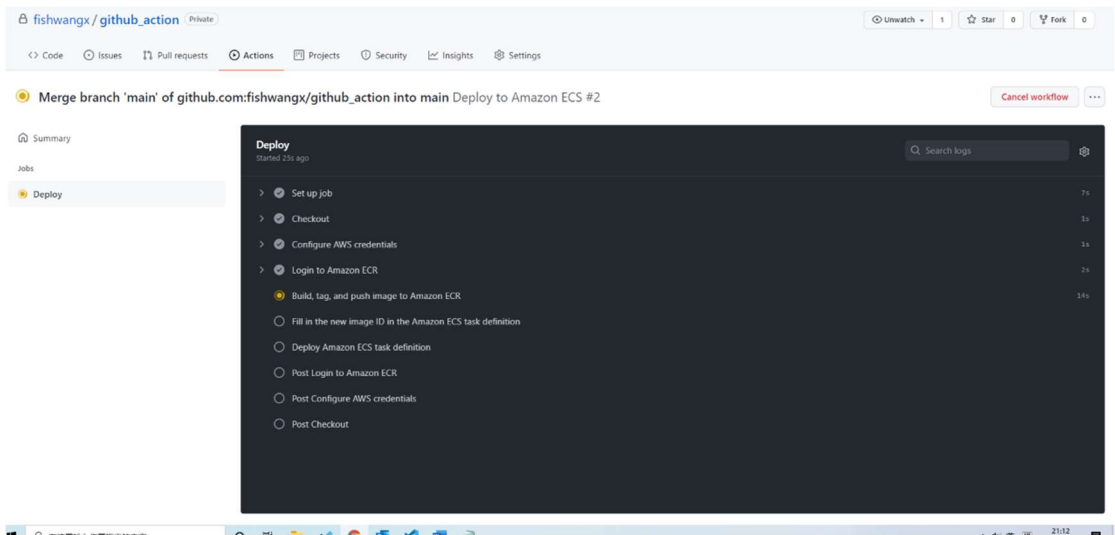 fishwangx / github_action Private
Unwatch 1 Star 0 Fork 0
<> Code Issues Pull requests Actions Projects Security Insights Settings
Merge branch 'main' of github.com:fishwangx/github_action into main Deploy to Amazon ECS #2
Cancel workflow ...
Summary
Jobs
Deploy
Deploy
Started 25s ago
Search logs
Set up job 7s
Checkout 1s
Configure AWS credentials 1s
Login to Amazon ECR 2s
Build, tag, and push image to Amazon ECR 14s
Fill in the new image ID in the Amazon ECS task definition
Deploy Amazon ECS task definition
Post Login to Amazon ECR
Post Configure AWS credentials
Post Checkout
21:12